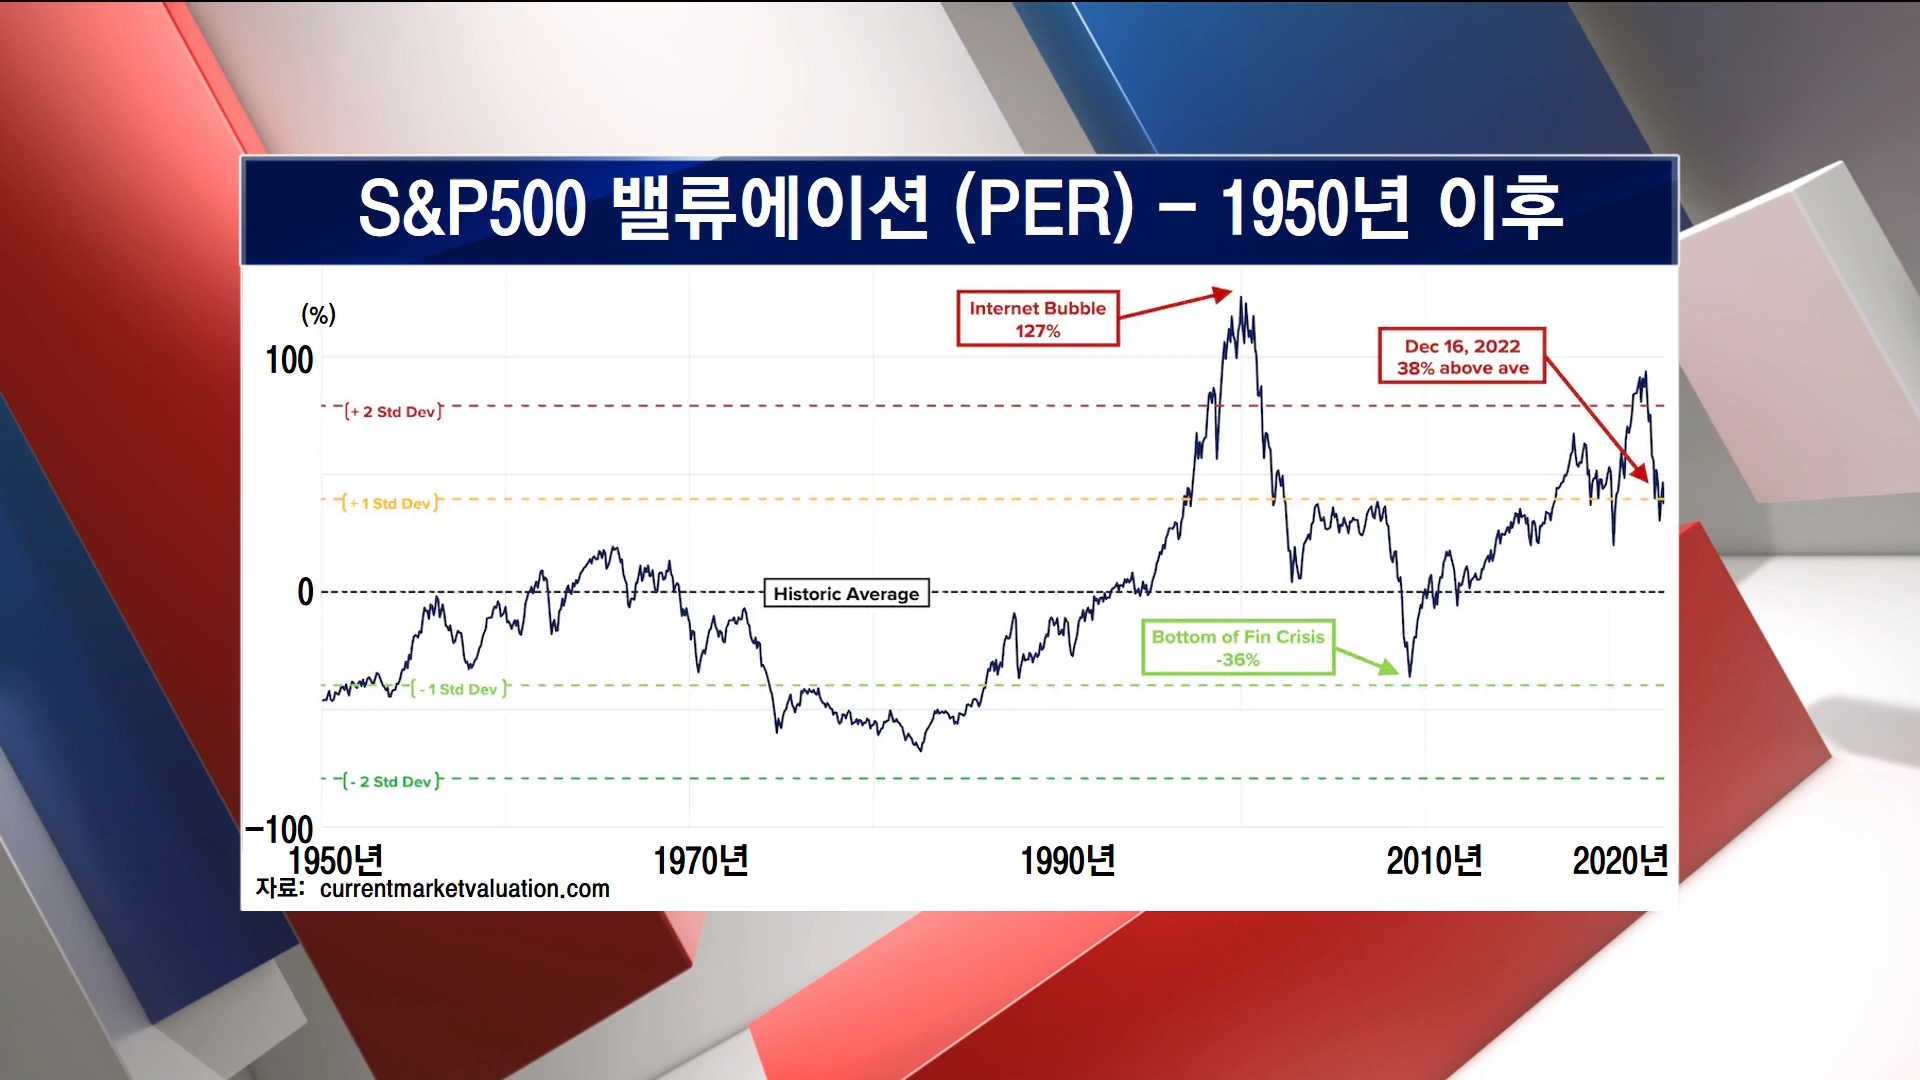 S&P500 밸류에이션 (PER) – 1950년 이후
(%)
100
0
–100
Internet Bubble
127%
Dec 16, 2022
38% above ave
(+ 2 Std Dev)
(+ 1 Std Dev)
Historic Average
Bottom of Fin Crisis
-36%
(- 1 Std Dev)
(- 2 Std Dev)
1950년 1970년 1990년 2010년 2020년
자료: currentmarketvaluation.com